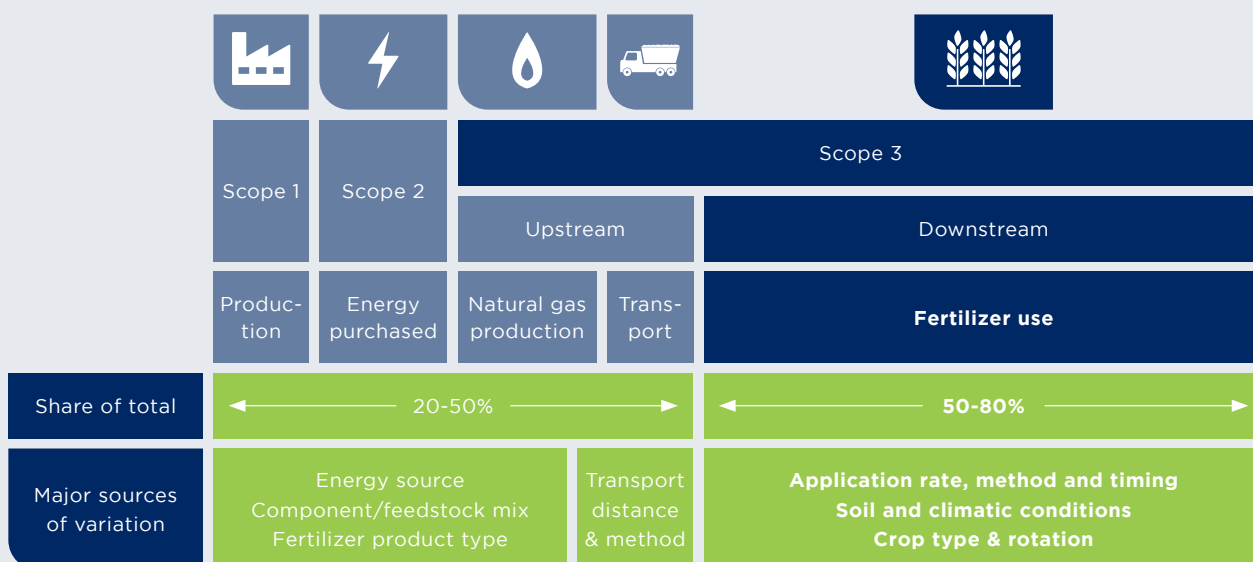 Scope 1
Scope 2
Scope 3
Upstream
Downstream
Produc-
tion
Energy
purchased
Natural gas
production
Trans-
port
Fertilizer use
Share of total
20-50%
50-80%
Major sources
of variation
Energy source
Component/feedstock mix
Fertilizer product type
Transport
distance
& method
Application rate, method and timing
Soil and climatic conditions
Crop type & rotation